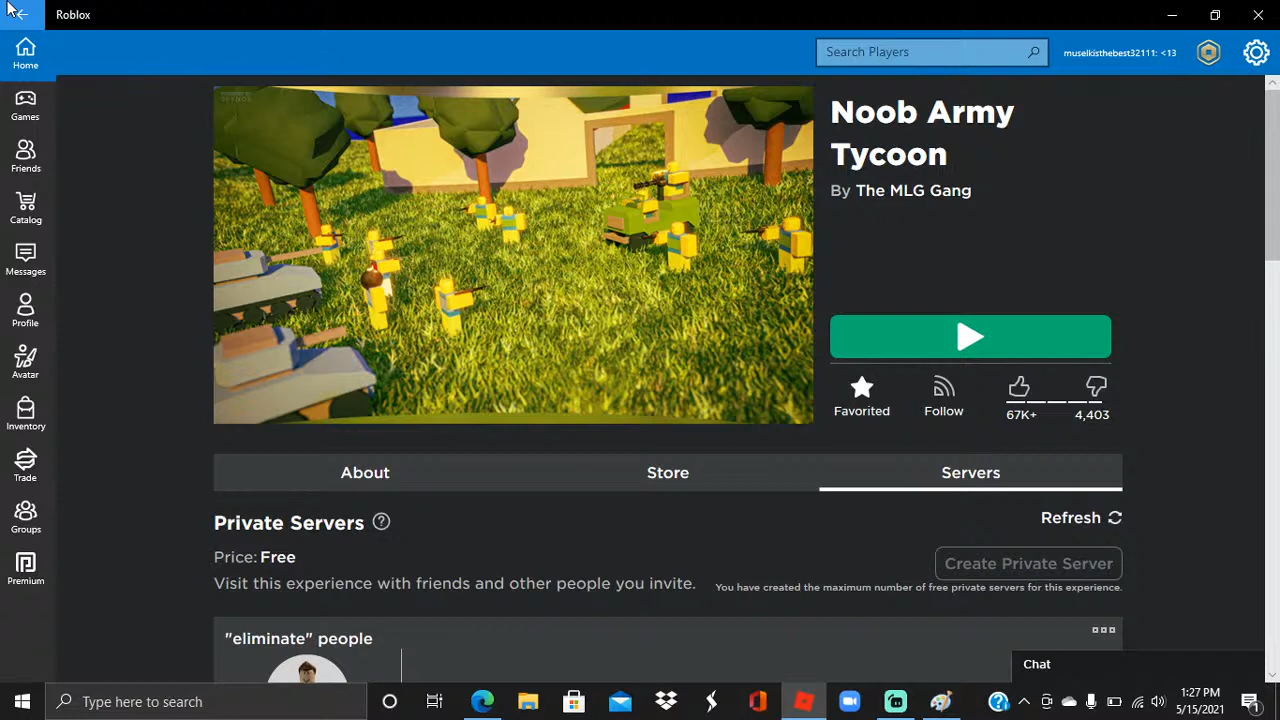 Roblox
Home
Search Players
muselkisthebest32111: <13
Games
Friends
Catalog
Messages
Profile
Avatar
Inventory
Trade
Groups
Premium
Noob Army
Tycoon
By The MLG Gang
Favorited
Follow
67K+
4,403
About
Store
Servers
Private Servers
Refresh
Price: Free
Create Private Server
Visit this experience with friends and other people you invite.
You have created the maximum number of free private servers for this experience.
"eliminate" people
Chat
Type here to search
1:27 PM
5/15/2021